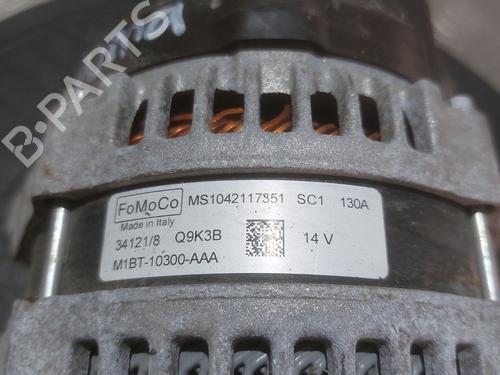 B-PARTS
FoMoCo MS1042117851 SC1 130A
Made in Italy
34121/8 Q9K3B 14 V
M1BT-10300-AAA